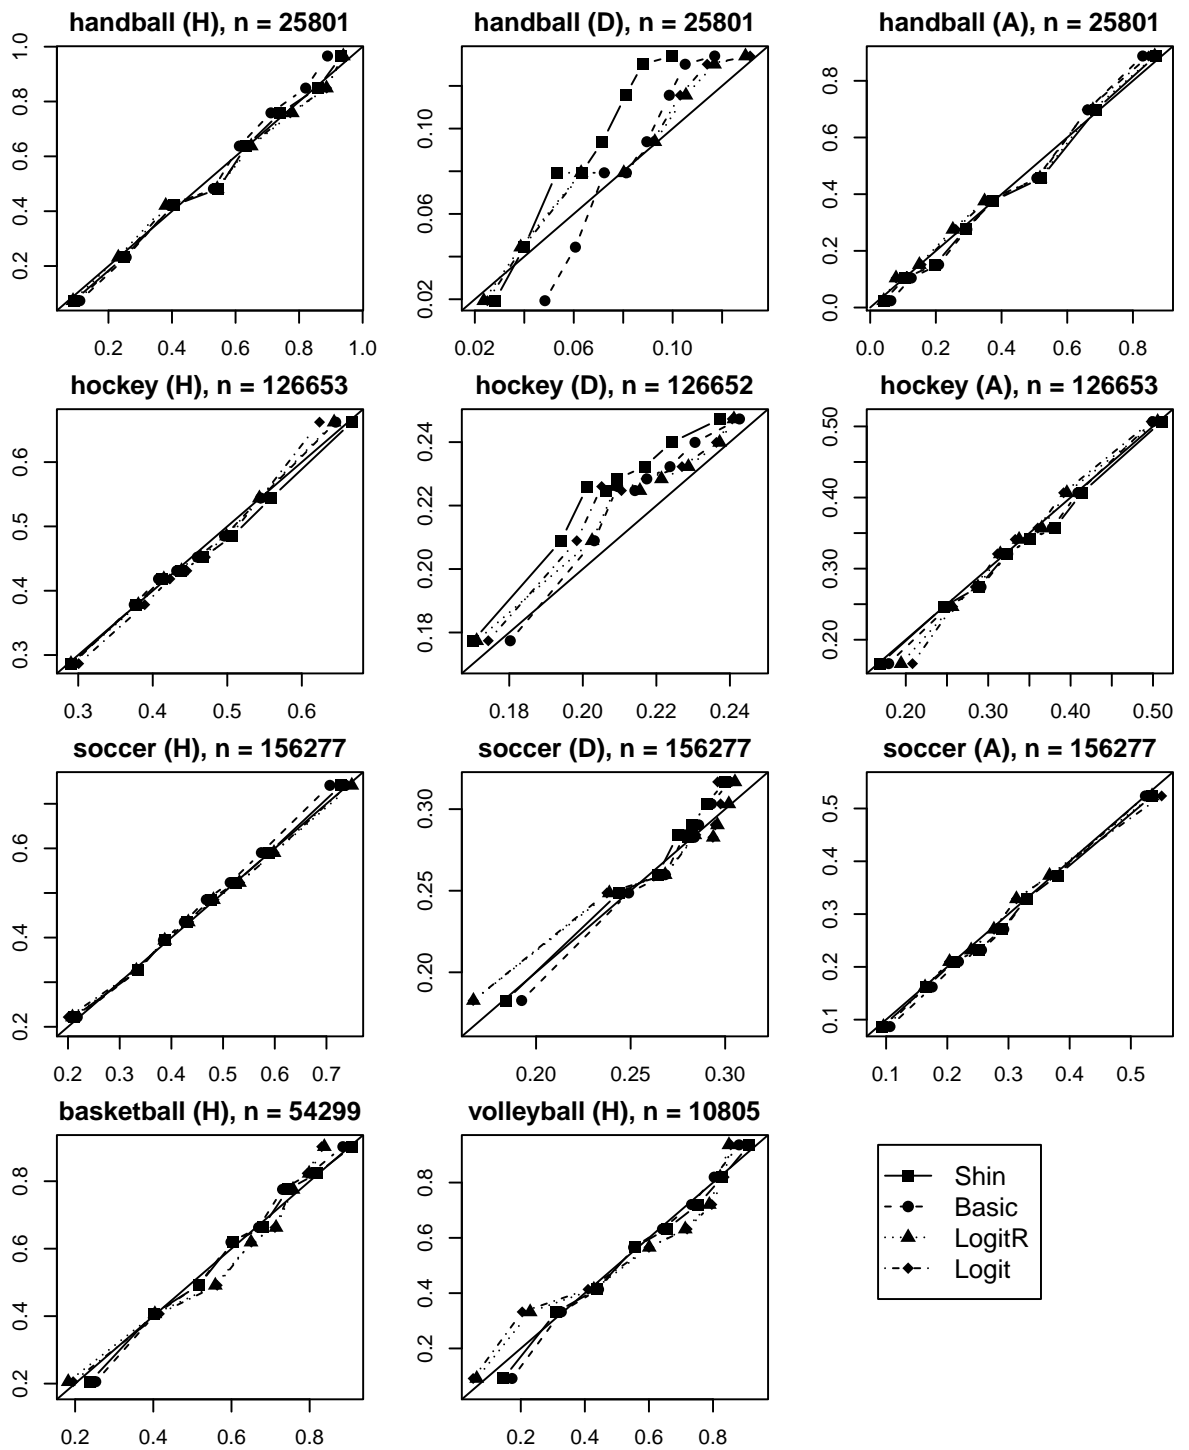 handball (H), n = 25801
handball (D), n = 25801
handball (A), n = 25801
1.0
0.8
0.6
0.4
0.2
0.2 0.4 0.6 0.8 1.0
0.10
0.06
0.02
0.02 0.06 0.10
0.8
0.6
0.4
0.2
0.0
0.0 0.2 0.4 0.6 0.8
hockey (H), n = 126653
hockey (D), n = 126652
hockey (A), n = 126653
0.6
0.5
0.4
0.3
0.3 0.4 0.5 0.6
0.24
0.22
0.20
0.18
0.18 0.20 0.22 0.24
0.50
0.40
0.30
0.20
0.20 0.30 0.40 0.50
soccer (H), n = 156277
soccer (D), n = 156277
soccer (A), n = 156277
0.6
0.4
0.2
0.2 0.3 0.4 0.5 0.6 0.7
0.30
0.25
0.20
0.20 0.25 0.30
0.5
0.4
0.3
0.2
0.1
0.1 0.2 0.3 0.5
basketball (H), n = 54299
volleyball (H), n = 10805
0.8
0.6
0.4
0.2
0.2 0.4 0.6 0.8
0.8
0.6
0.4
0.2
0.2 0.4 0.6 0.8
Shin
Basic
LogitR
Logit